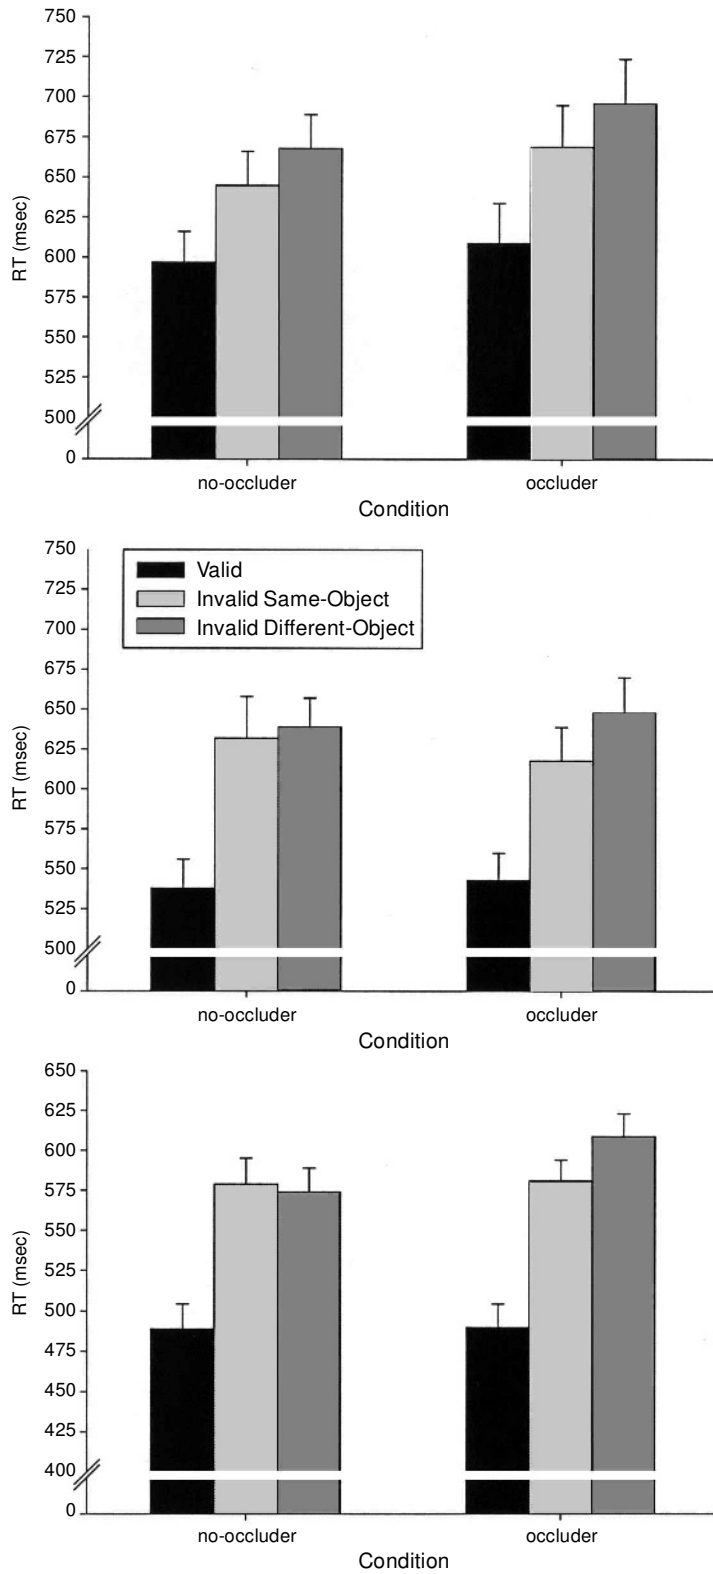 750
725
700
675
650
625
600
575
550
525
500
0
RT (msec)
no-occluder
occluder
Condition
750
725
700
675
650
625
600
575
550
525
500
0
RT (msec)
Valid
Invalid Same-Object
Invalid Different-Object
no-occluder
occluder
Condition
650
625
600
575
550
525
500
475
450
425
400
0
RT (msec)
no-occluder
occluder
Condition